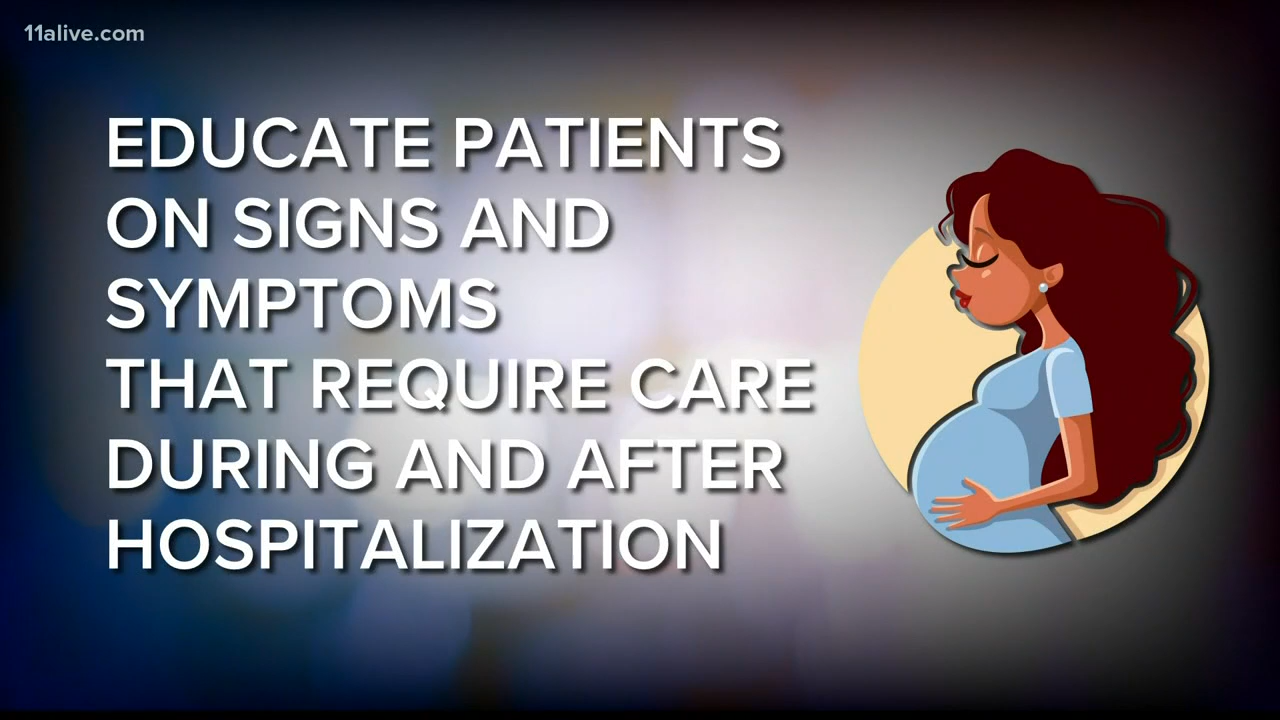 11alive.com
EDUCATE PATIENTS
ON SIGNS AND
SYMPTOMS
THAT REQUIRE CARE
DURING AND AFTER
HOSPITALIZATION